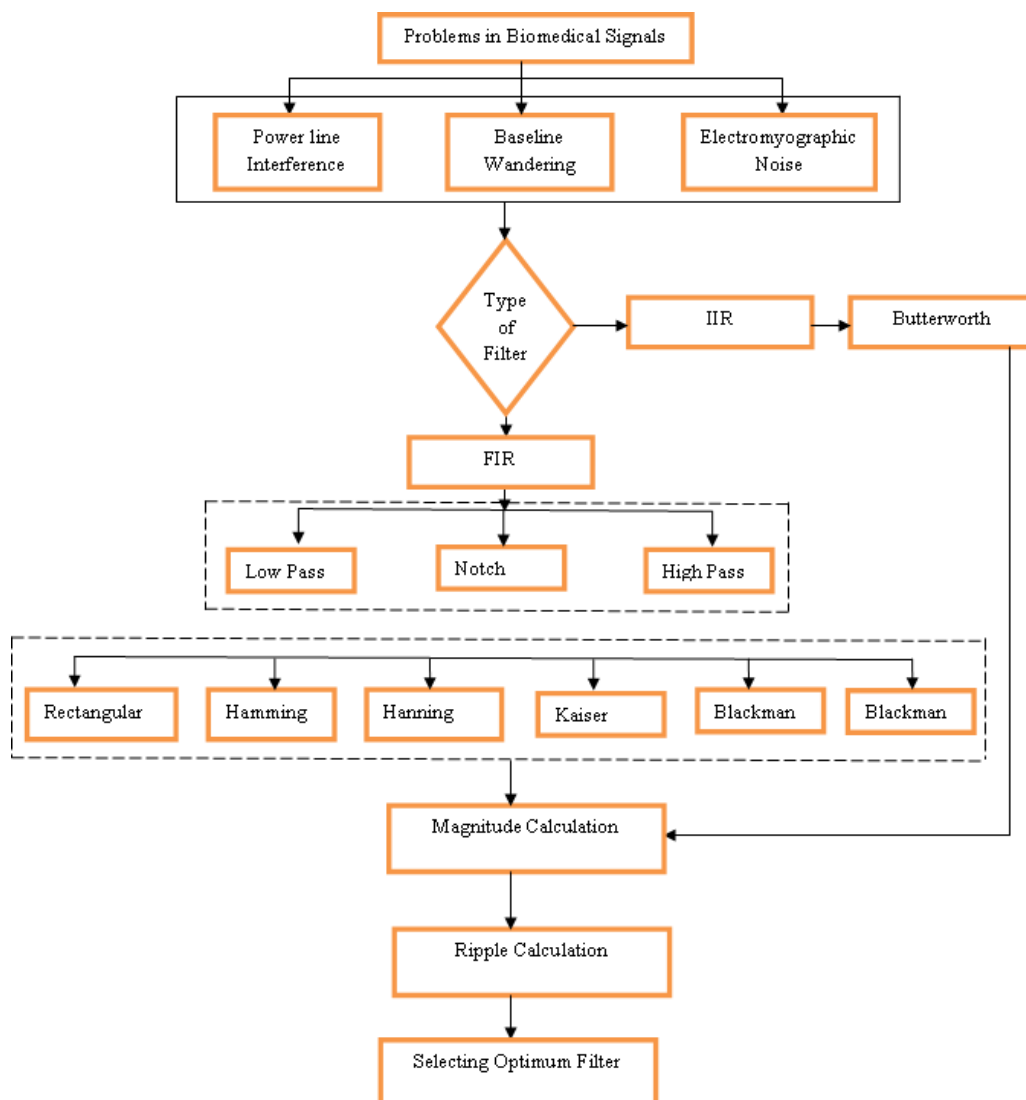 Problems in Biomedical Signals
Power line
Interference
Baseline
Wandering
Electromyographic
Noise
Type
of
Filter
IIR
Butterworth
FIR
Low Pass
Notch
High Pass
Rectangular
Hamming
Hanning
Kaiser
Blackman
Blackman
Magnitude Calculation
Ripple Calculation
Selecting Optimum Filter